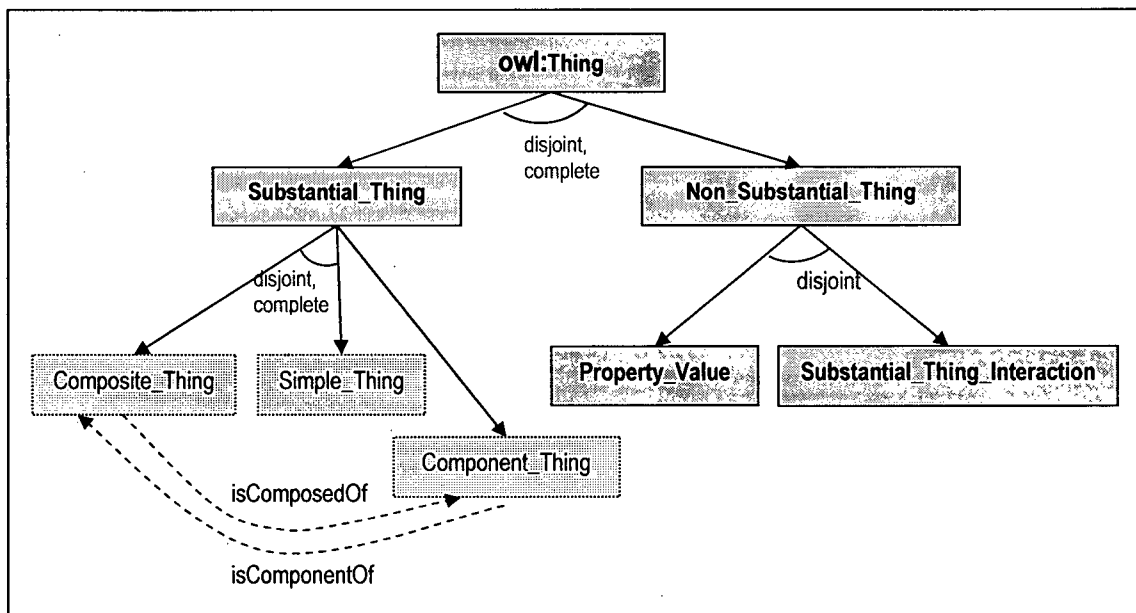 owl:Thing
disjoint,
complete
Substantial_Thing
Non_Substantial_Thing
disjoint,
complete
disjoint
Composite_Thing
Simple_Thing
Property_Value
Substantial_Thing_Interaction
Component_Thing
isComposedOf
isComponentOf